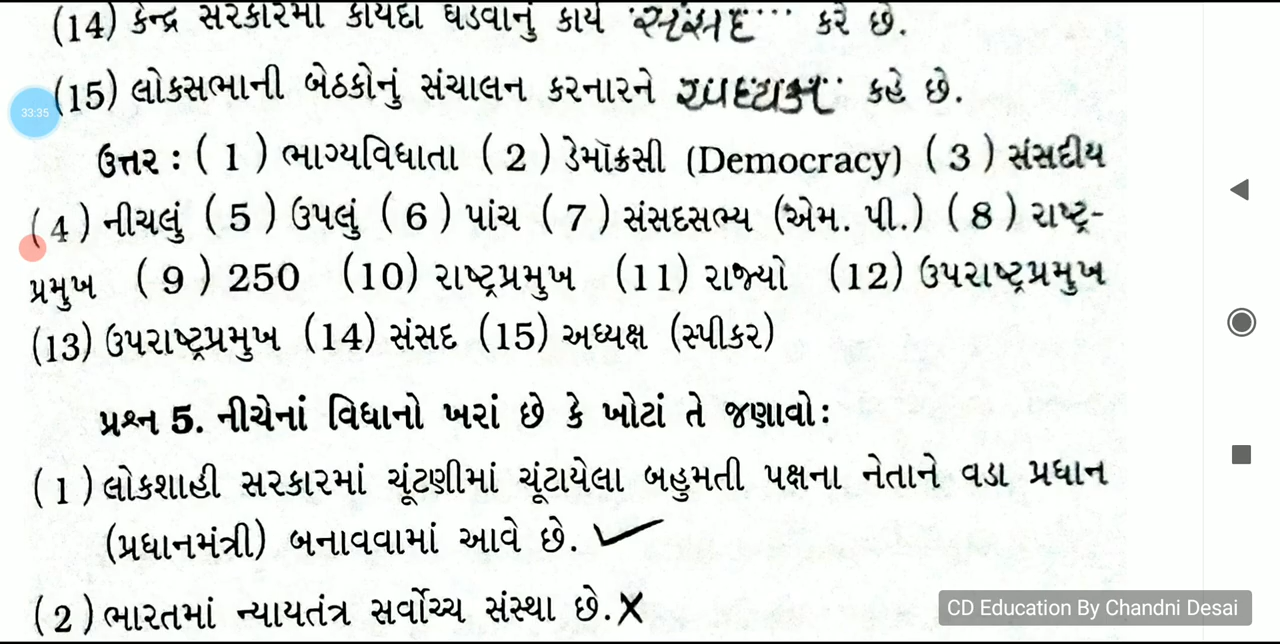 (14) કેન્દ્ર સરકારમાં કાયદા ઘડવાનું કાર્ય સંસદ કરે છે.
(15) લોકસભાની બેઠકોનું સંચાલન કરનારને અધ્યક્ષ કહે છે.
33:35
ઉત્તર : ( 1 ) ભાગ્યવિધાતા ( 2 ) ડેમૉક્રસી (Democracy) ( 3 ) સંસદીય
( 4 ) નીચલું ( 5 ) ઉપલું ( 6 ) પાંચ ( 7 ) સંસદસભ્ય (એમ. પી.) ( 8 ) રાષ્ટ્ર-
પ્રમુખ ( 9 ) 250 (10) રાષ્ટ્રપ્રમુખ (11) રાજ્યો (12) ઉપરાષ્ટ્રપ્રમુખ
(13) ઉપરાષ્ટ્રપ્રમુખ (14) સંસદ (15) અધ્યક્ષ (સ્પીકર)
પ્રશ્ન 5. નીચેનાં વિધાનો ખરાં છે કે ખોટાં તે જણાવો :
( 1 ) લોકશાહી સરકારમાં ચૂંટણીમાં ચૂંટાયેલા બહુમતી પક્ષના નેતાને વડા પ્રધાન
(પ્રધાનમંત્રી) બનાવવામાં આવે છે. ✓
( 2 ) ભારતમાં ન્યાયતંત્ર સર્વોચ્ચ સંસ્થા છે. X
CD Education By Chandni Desai